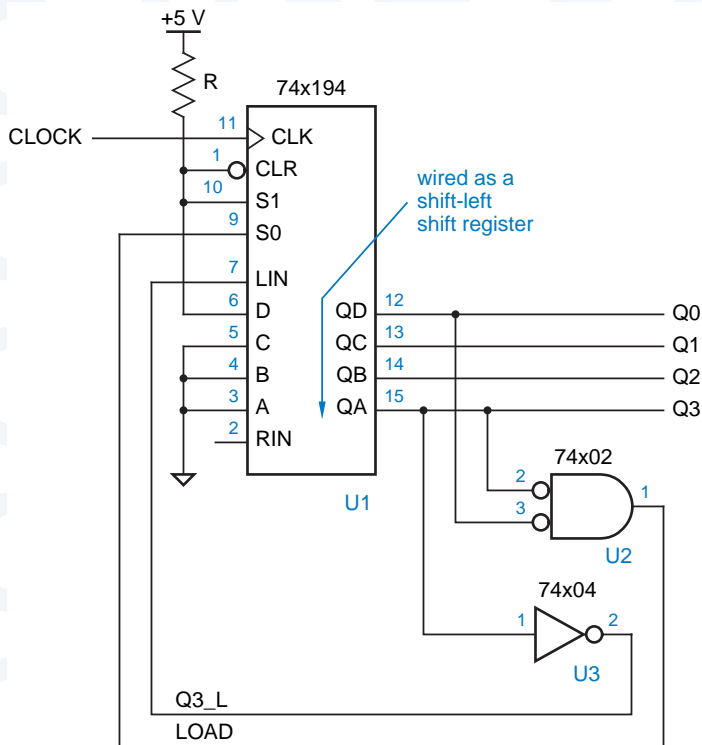 +5 V
R
74x194
CLOCK
11
CLK
1
CLR
10
S1
9
S0
7
LIN
6
D
5
C
4
B
3
A
2
RIN
wired as a
shift-left
shift register
QD
12
Q0
QC
13
Q1
QB
14
Q2
QA
15
Q3
U1
74x02
2
3
1
U2
74x04
1
2
U3
Q3_L
LOAD